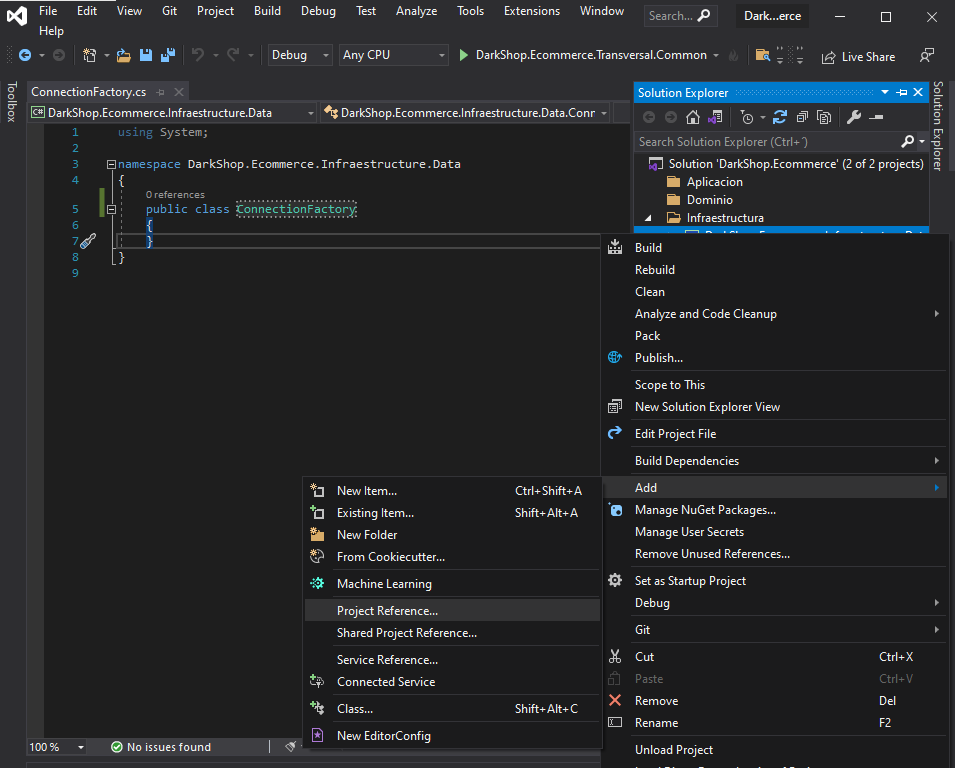 File Edit View Git Project Build Debug Test Analyze Tools Extensions Window Search... Dark...erce
Help
Debug Any CPU DarkShop.Ecommerce.Transversal.Common Live Share
Toolbox
ConnectionFactory.cs
C# DarkShop.Ecommerce.Infraestructure.Data DarkShop.Ecommerce.Infraestructure.Data.Conr
1 using System;
2
3 namespace DarkShop.Ecommerce.Infraestructure.Data
4 {
0 references
5 public class ConnectionFactory
6 {
7 }
8 }
9
100 % No issues found
Solution Explorer
Solution Explorer
Search Solution Explorer (Ctrl+´)
Solution 'DarkShop.Ecommerce' (2 of 2 projects)
Aplicacion
Dominio
Infraestructura
Build
Rebuild
Clean
Analyze and Code Cleanup
Pack
Publish...
Scope to This
New Solution Explorer View
Edit Project File
Build Dependencies
Add
Manage NuGet Packages...
Manage User Secrets
Remove Unused References...
Set as Startup Project
Debug
Git
Cut Ctrl+X
Paste Ctrl+V
Remove Del
Rename F2
Unload Project
New Item... Ctrl+Shift+A
Existing Item... Shift+Alt+A
New Folder
From Cookiecutter...
Machine Learning
Project Reference...
Shared Project Reference...
Service Reference...
Connected Service
Class... Shift+Alt+C
New EditorConfig